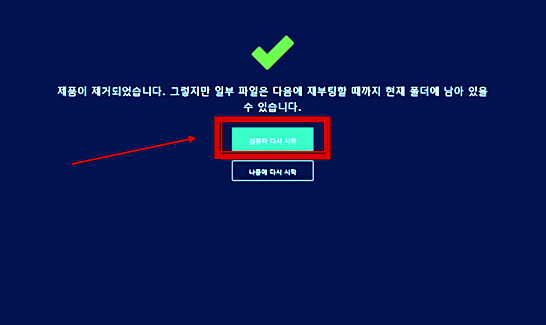 제품이 제거되었습니다. 그렇지만 일부 파일은 다음에 재부팅할 때까지 현재 폴더에 남아 있을
수 있습니다.
컴퓨터 다시 시작
나중에 다시 시작